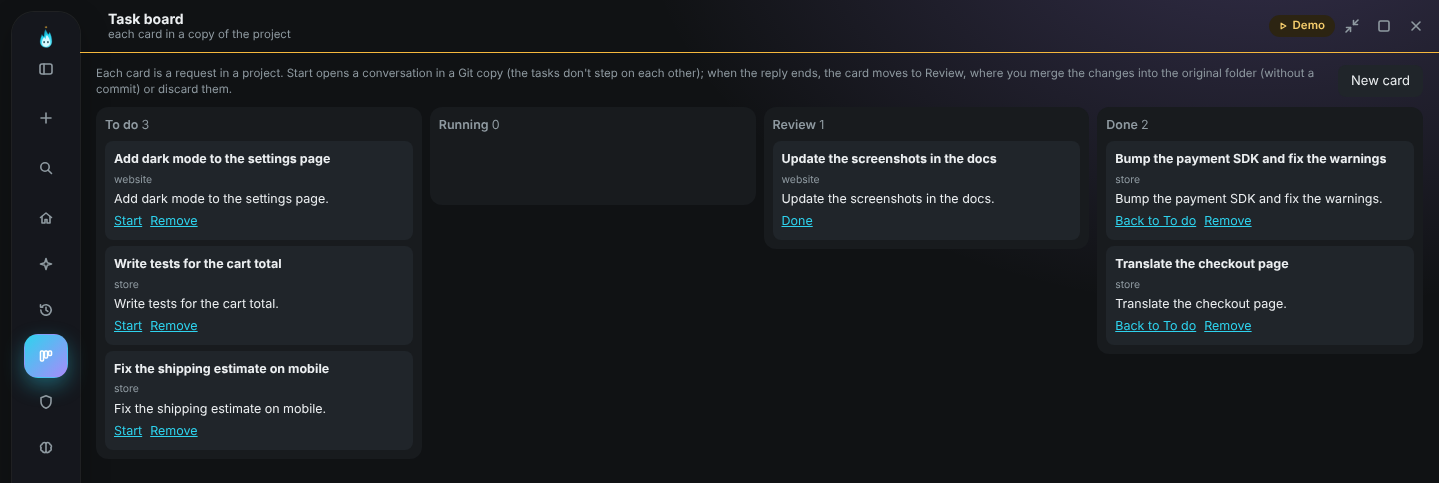 Task board
each card in a copy of the project
Demo
Each card is a request in a project. Start opens a conversation in a Git copy (the tasks don't step on each other); when the reply ends, the card moves to Review, where you merge the changes into the original folder (without a
commit) or discard them.
New card
To do 3
Add dark mode to the settings page
website
Add dark mode to the settings page.
Start Remove
Write tests for the cart total
store
Write tests for the cart total.
Start Remove
Fix the shipping estimate on mobile
store
Fix the shipping estimate on mobile.
Start Remove
Running 0
Review 1
Update the screenshots in the docs
website
Update the screenshots in the docs.
Done
Done 2
Bump the payment SDK and fix the warnings
store
Bump the payment SDK and fix the warnings.
Back to To do Remove
Translate the checkout page
store
Translate the checkout page.
Back to To do Remove